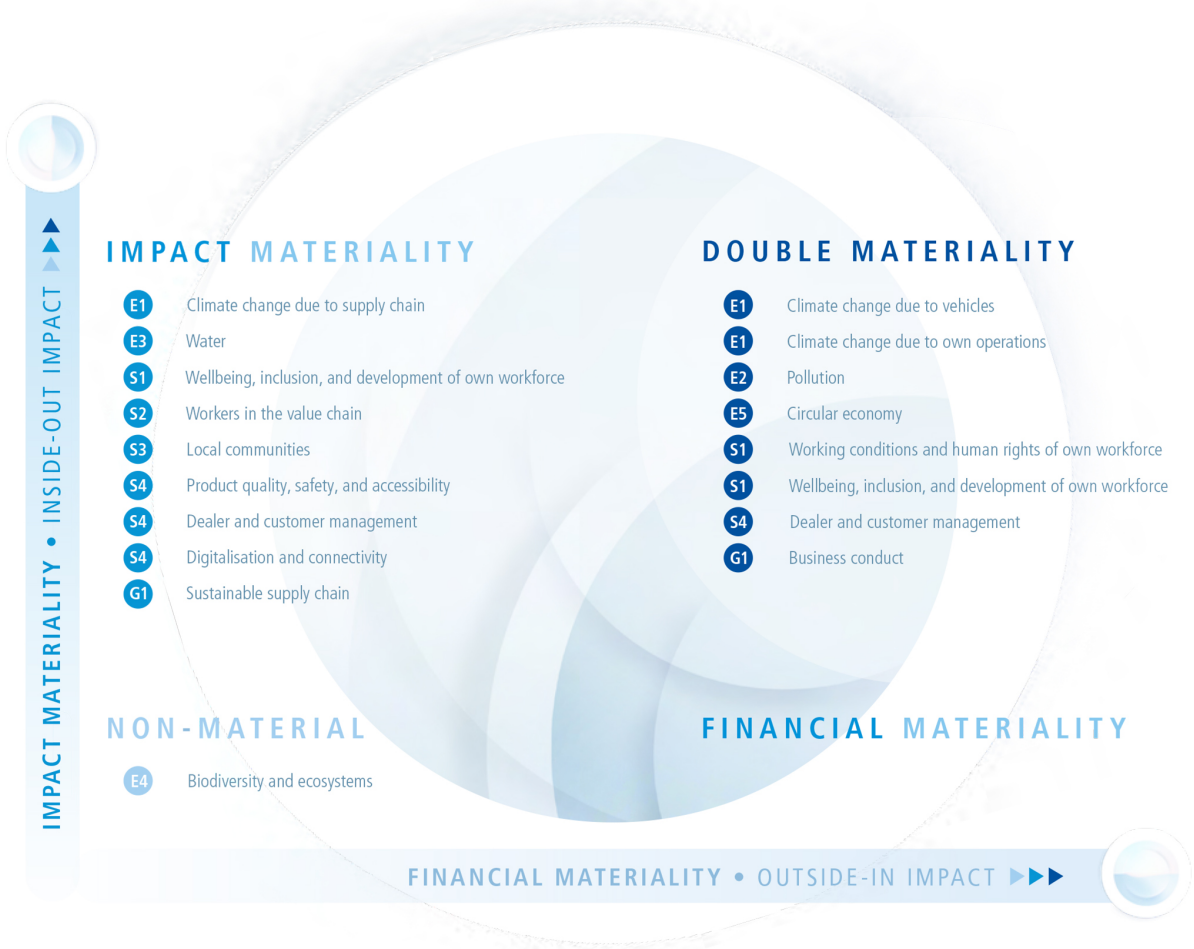 IMPACT MATERIALITY • INSIDE-OUT IMPACT
IMPACT MATERIALITY
E1 Climate change due to supply chain
E3 Water
S1 Wellbeing, inclusion, and development of own workforce
S2 Workers in the value chain
S3 Local communities
S4 Product quality, safety, and accessibility
S4 Dealer and customer management
S4 Digitalisation and connectivity
G1 Sustainable supply chain
DOUBLE MATERIALITY
E1 Climate change due to vehicles
E1 Climate change due to own operations
E2 Pollution
E5 Circular economy
S1 Working conditions and human rights of own workforce
S1 Wellbeing, inclusion, and development of own workforce
S4 Dealer and customer management
G1 Business conduct
NON-MATERIAL
E4 Biodiversity and ecosystems
FINANCIAL MATERIALITY
FINANCIAL MATERIALITY • OUTSIDE-IN IMPACT